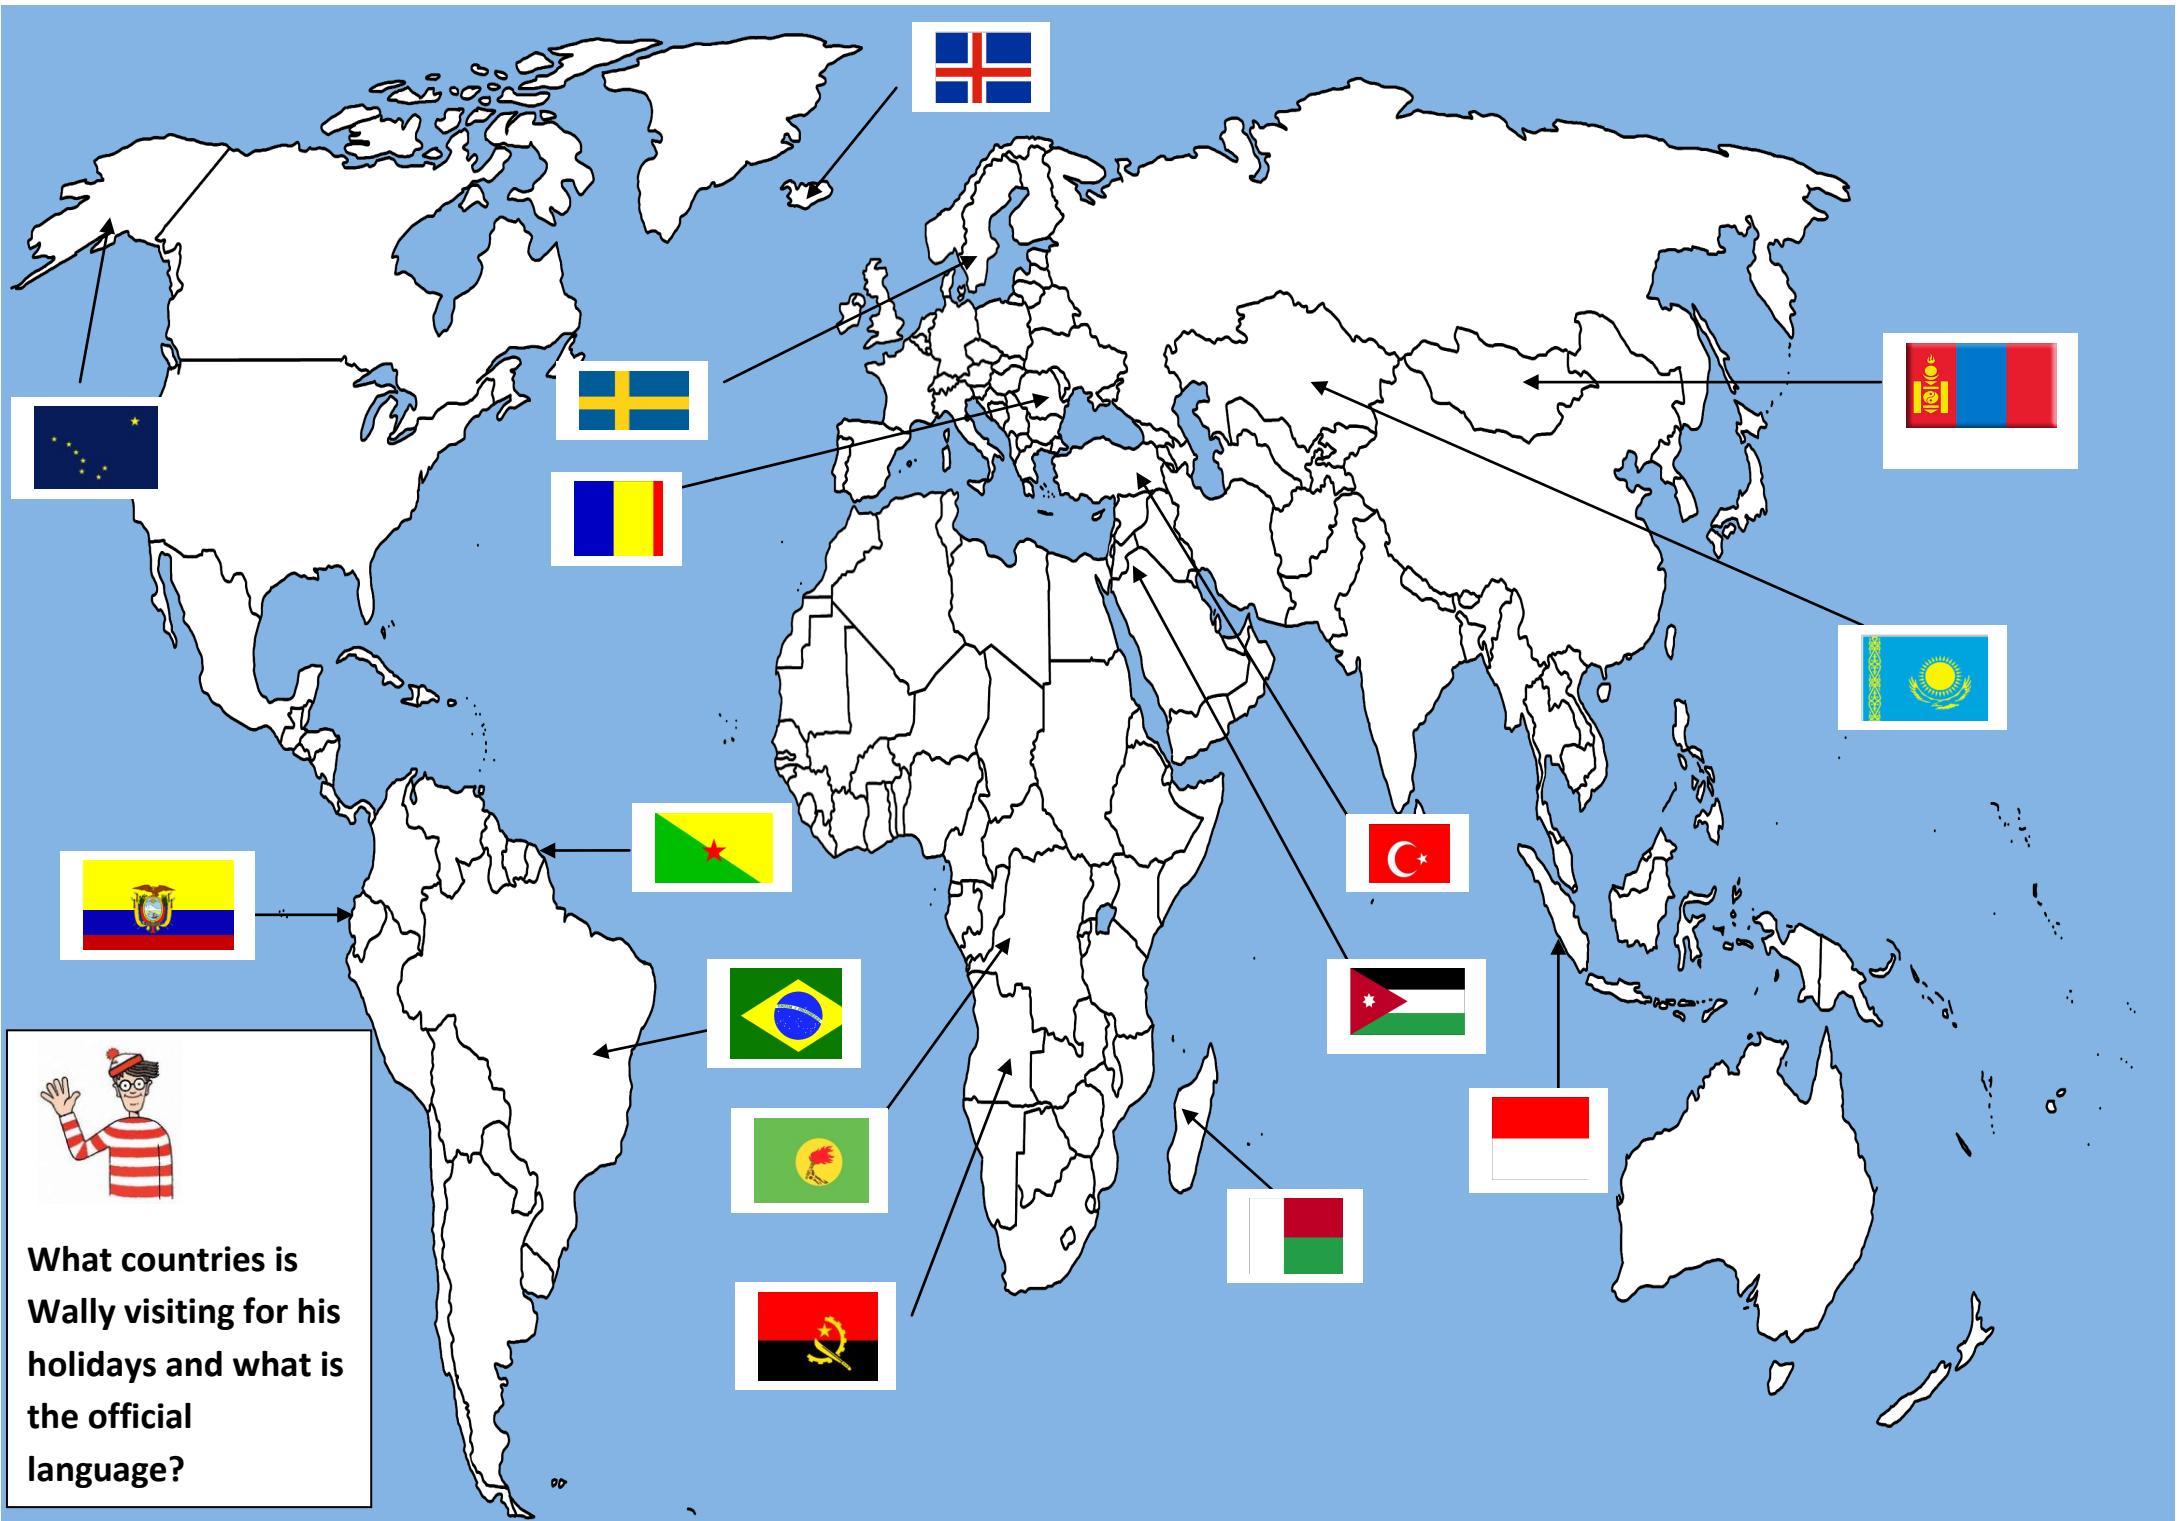 What countries is
Wally visiting for his
holidays and what is
the official
language?